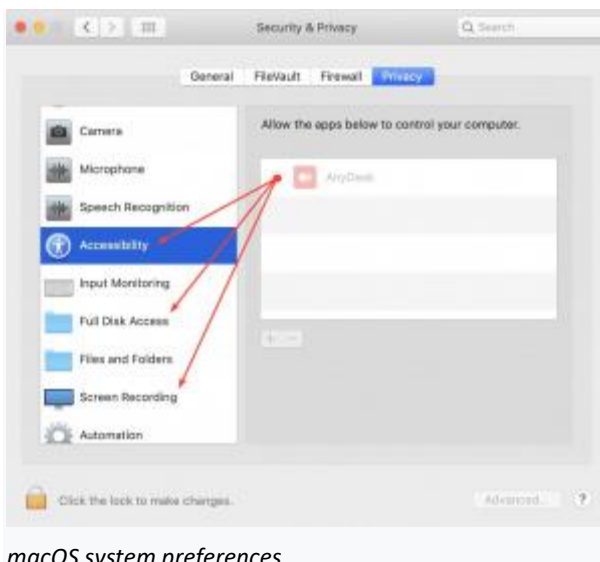 Security & Privacy
Search
General FileVault Firewall Privacy
Camera
Microphone
Speech Recognition
Accessibility
Input Monitoring
Full Disk Access
Files and Folders
Screen Recording
Automation
Allow the apps below to control your computer.
AnyDesk
+ −
Click the lock to make changes.
Advanced...
?
macOS system preferences